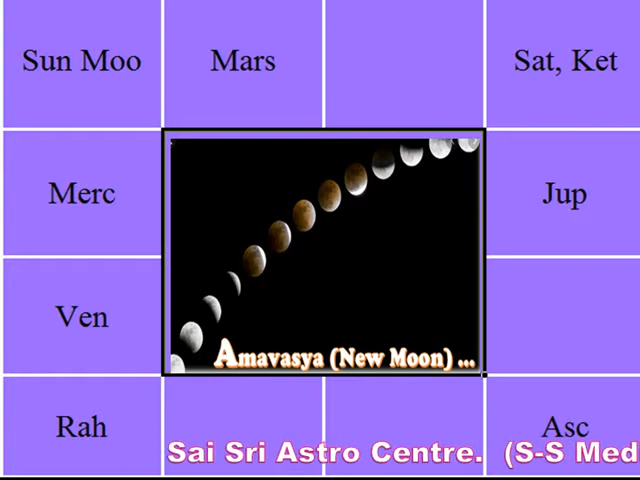 Sun Moo
Mars
Sat, Ket
Merc
Jup
Ven
Amavasya (New Moon) ...
Rah
Asc
Sai Sri Astro Centre. (S-S Med